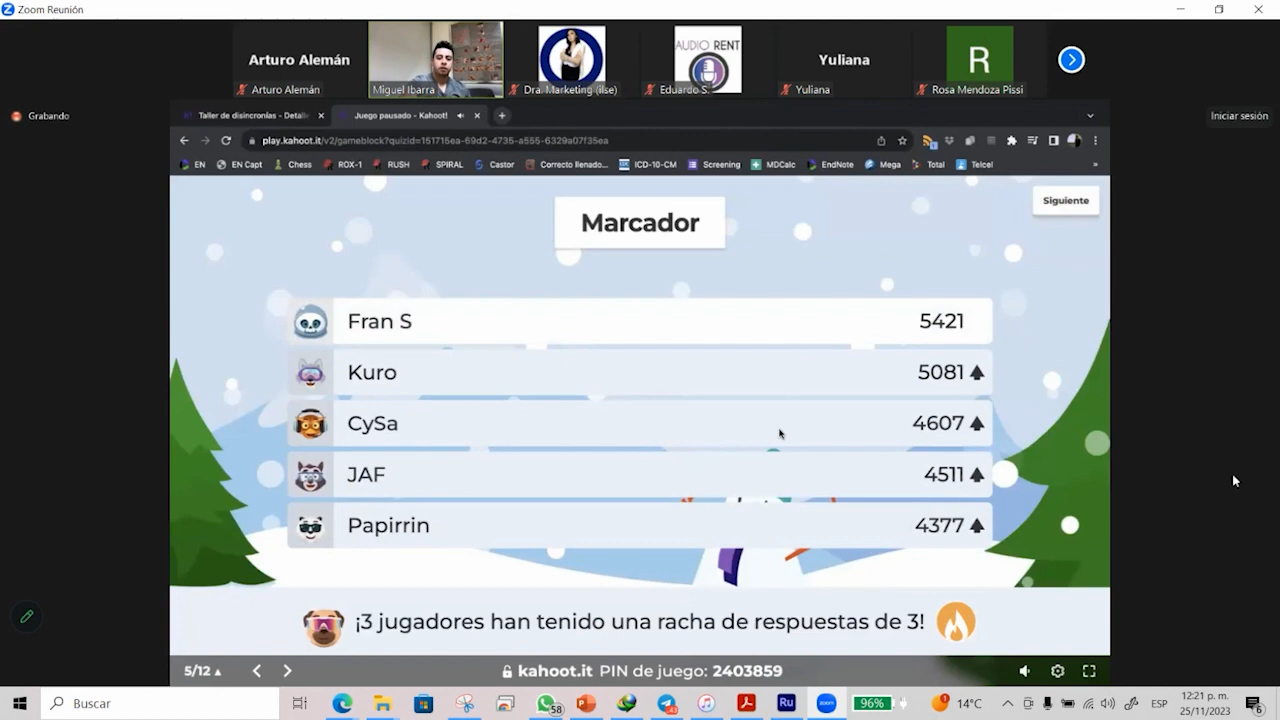 Zoom Reunión
Arturo Alemán
Arturo Alemán
Miguel Ibarra
Dra. Marketing (ilse)
AUDIO RENT
Eduardo S.
Yuliana
Yuliana
R
Rosa Mendoza Pissi
Grabando
Iniciar sesión
Taller de disincronías - Detalle
Juego pausado - Kahoot!
play.kahoot.it/v2/gameblock?quizId=151715ea-69d2-4735-a555-6329a07f35ea
EN
EN Capt
Chess
ROX-1
RUSH
SPIRAL
Castor
Correcto llenado...
ICD-10-CM
Screening
MDCalc
EndNote
Mega
Total
Telcel
»
Siguiente
Marcador
Fran S 5421
Kuro 5081
CySa 4607
JAF 4511
Papirrin 4377
¡3 jugadores han tenido una racha de respuestas de 3!
5/12
kahoot.it PIN de juego: 2403859
Buscar
58
Ru
zoom
96%
1
14°C
ESP
12:21 p. m.
25/11/2023
6